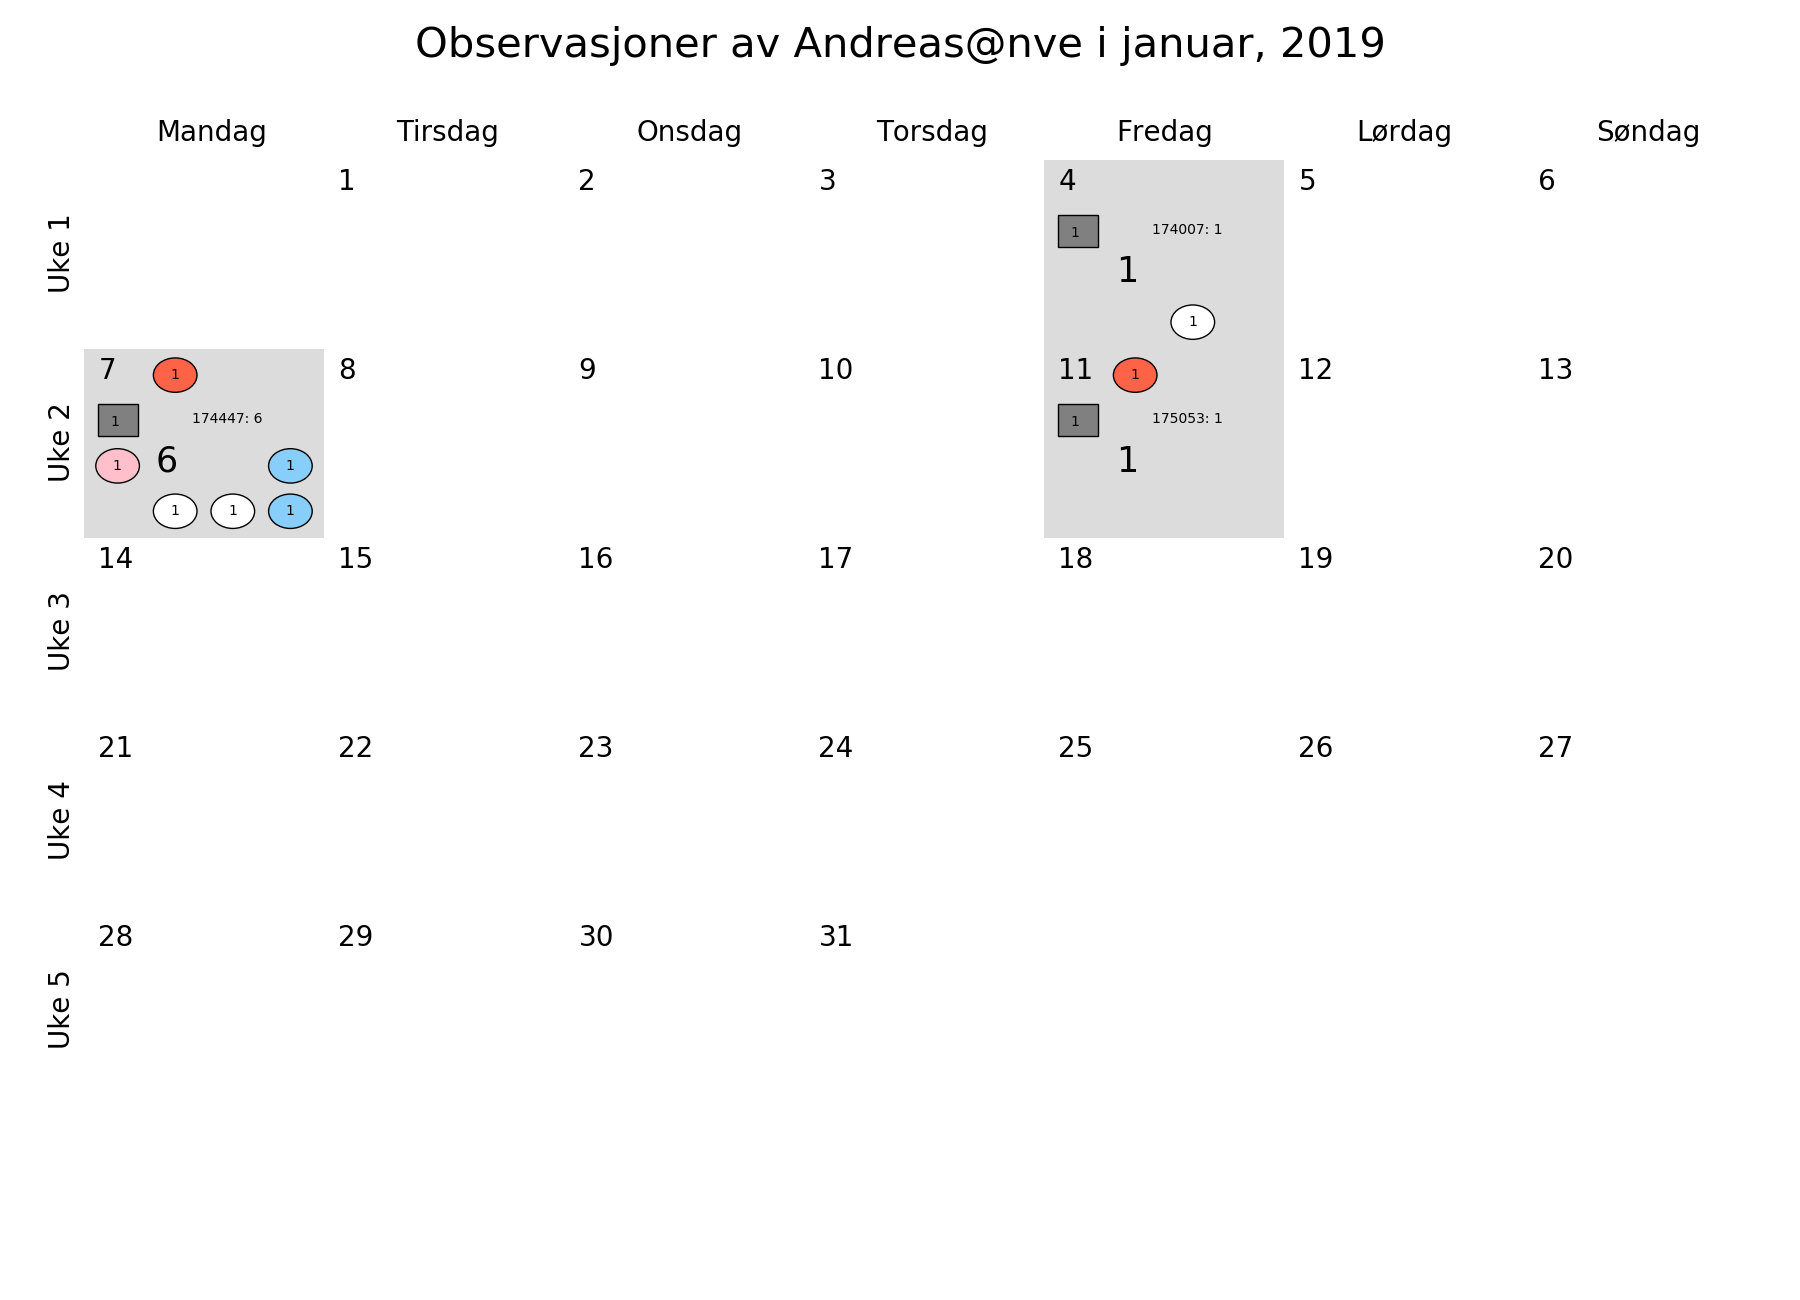 Observasjoner av Andreas@nve i januar, 2019
Mandag Tirsdag Onsdag Torsdag Fredag Lørdag Søndag
Uke 1
1 2 3 4 5 6
1 174007: 1
1
1
Uke 2
7 1 8 9 10 11 1 12 13
1 174447: 6 1 175053: 1
1 6 1 1
1 1 1
Uke 3
14 15 16 17 18 19 20
Uke 4
21 22 23 24 25 26 27
Uke 5
28 29 30 31